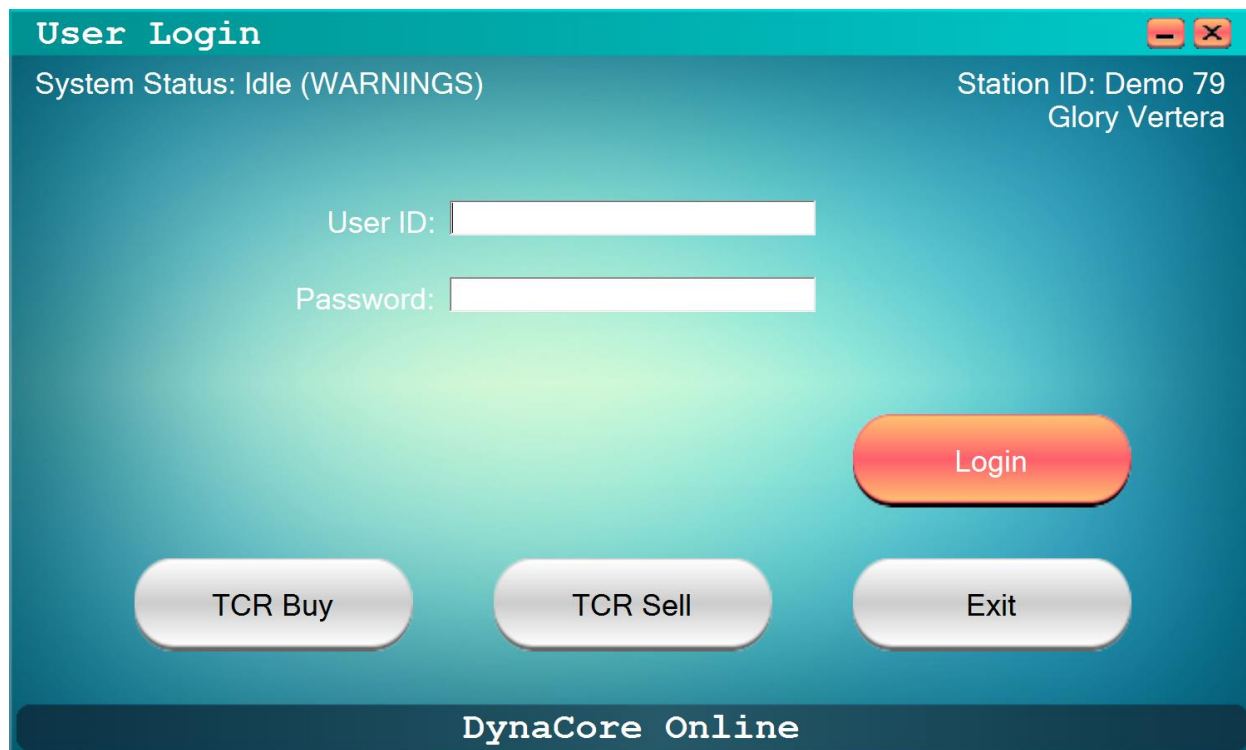 User Login
System Status: Idle (WARNINGS)
Station ID: Demo 79
Glory Vertera
User ID:
Password:
Login
TCR Buy
TCR Sell
Exit
DynaCore Online